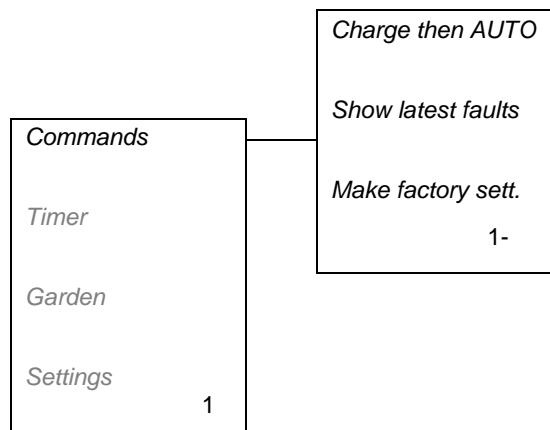 Commands
Timer
Garden
Settings
1
Charge then AUTO
Show latest faults
Make factory sett.
1-